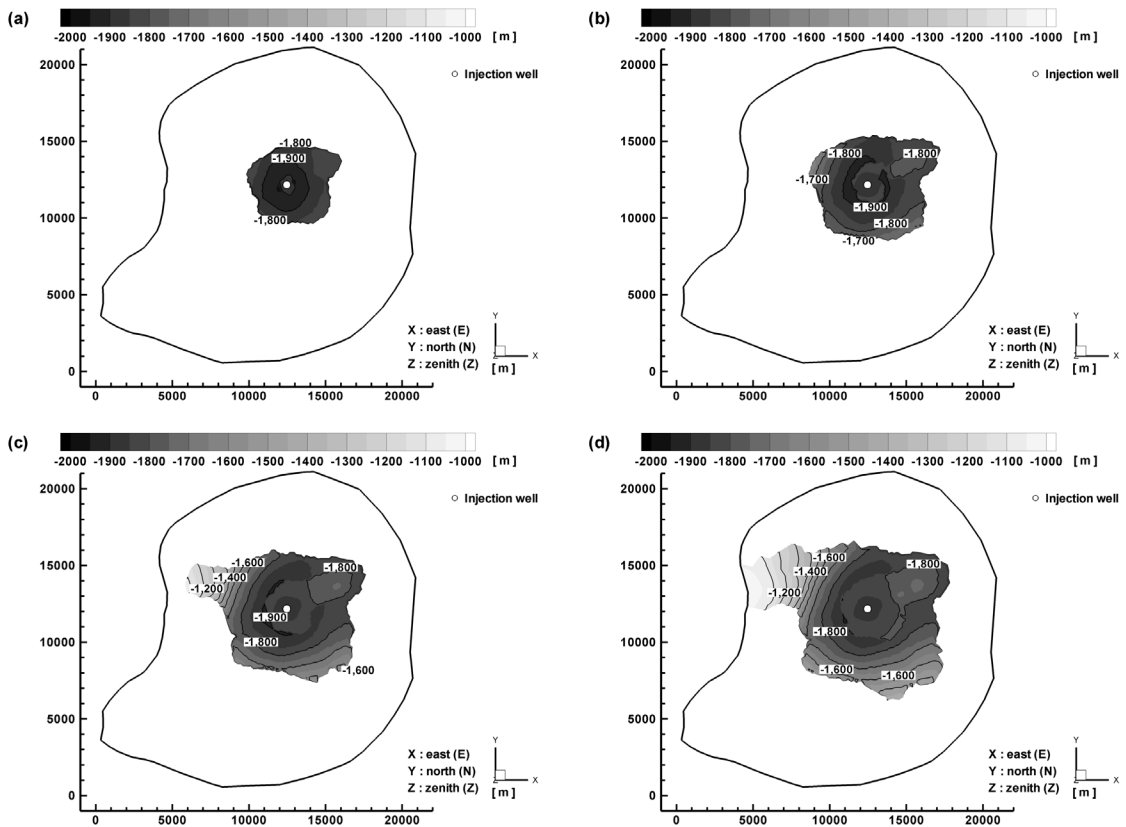 (a)
-2000 -1900 -1800 -1700 -1600 -1500 -1400 -1300 -1200 -1100 -1000 [ m ]
Injection well
20000
15000
10000
5000
0
-1,800
-1,900
-1,800
X : east (E)
Y : north (N)
Z : zenith (Z)
Y
Z
X
[ m ]
0 5000 10000 15000 20000
(b)
-2000 -1900 -1800 -1700 -1600 -1500 -1400 -1300 -1200 -1100 -1000 [ m ]
Injection well
20000
15000
10000
5000
0
-1,800
-1,800
-1,700
-1,900
-1,800
-1,700
X : east (E)
Y : north (N)
Z : zenith (Z)
Y
Z
X
[ m ]
0 5000 10000 15000 20000
(c)
-2000 -1900 -1800 -1700 -1600 -1500 -1400 -1300 -1200 -1100 -1000 [ m ]
Injection well
20000
15000
10000
5000
0
-1,600
-1,800
-1,400
-1,200
-1,900
-1,800
-1,600
X : east (E)
Y : north (N)
Z : zenith (Z)
Y
Z
X
[ m ]
0 5000 10000 15000 20000
(d)
-2000 -1900 -1800 -1700 -1600 -1500 -1400 -1300 -1200 -1100 -1000 [ m ]
Injection well
20000
15000
10000
5000
0
-1,600
-1,800
-1,400
-1,200
-1,800
-1,600
-1,600
X : east (E)
Y : north (N)
Z : zenith (Z)
Y
Z
X
[ m ]
0 5000 10000 15000 20000